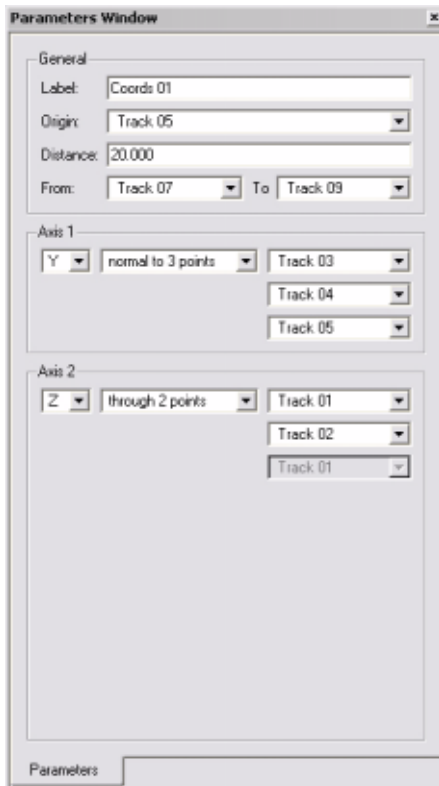 Parameters Window
General
Label: Coords 01
Origin: Track 05
Distance: 20.000
From: Track 07 To Track 09
Axis 1
Y normal to 3 points Track 03
Track 04
Track 05
Axis 2
Z through 2 points Track 01
Track 02
Track 01
Parameters